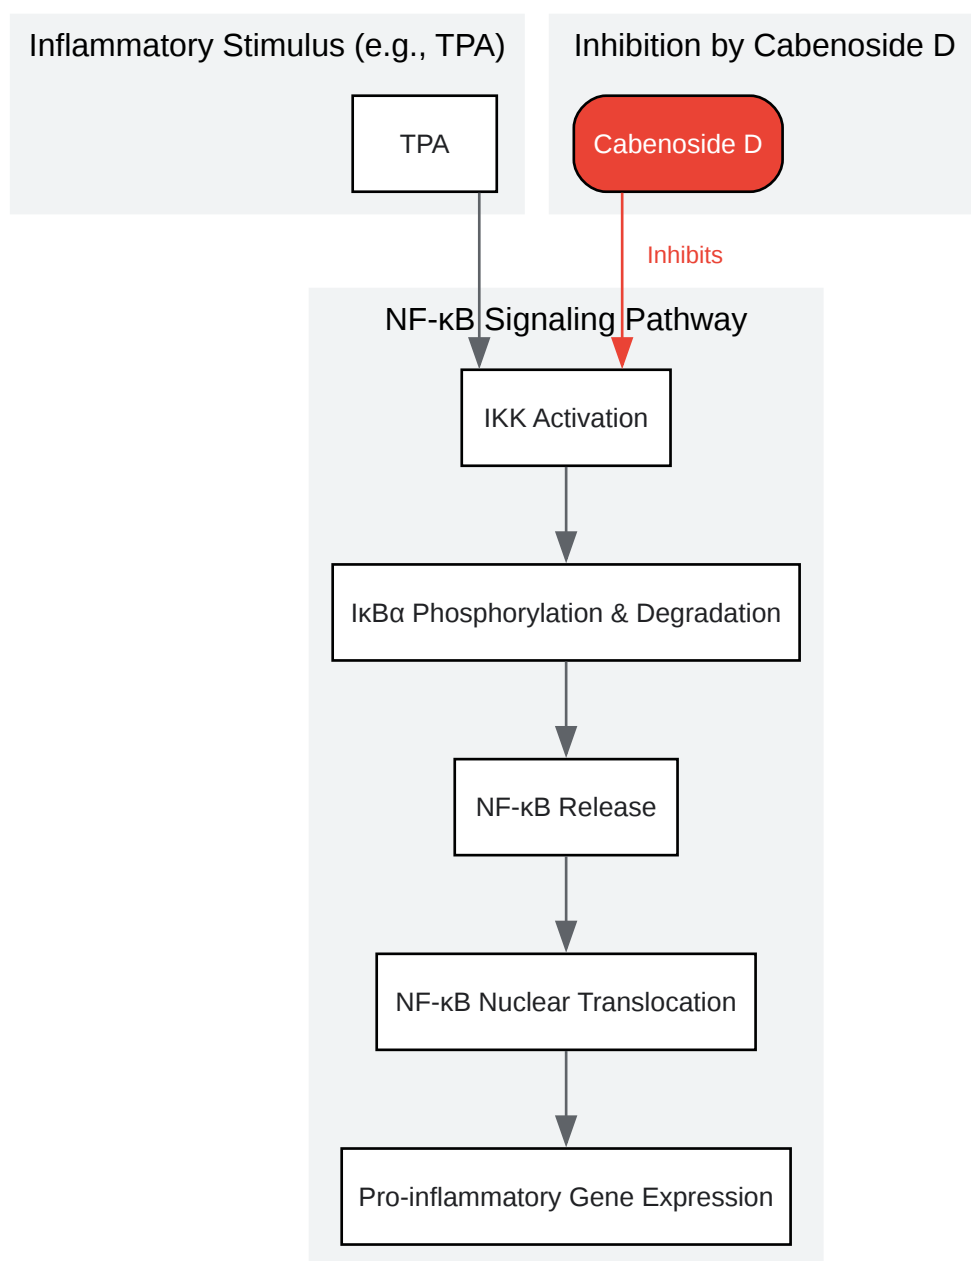 Inflammatory Stimulus (e.g., TPA)
Inhibition by Cabenoside D
TPA
Cabenoside D
Inhibits
NF-κB Signaling Pathway
IKK Activation
IκBα Phosphorylation & Degradation
NF-κB Release
NF-κB Nuclear Translocation
Pro-inflammatory Gene Expression